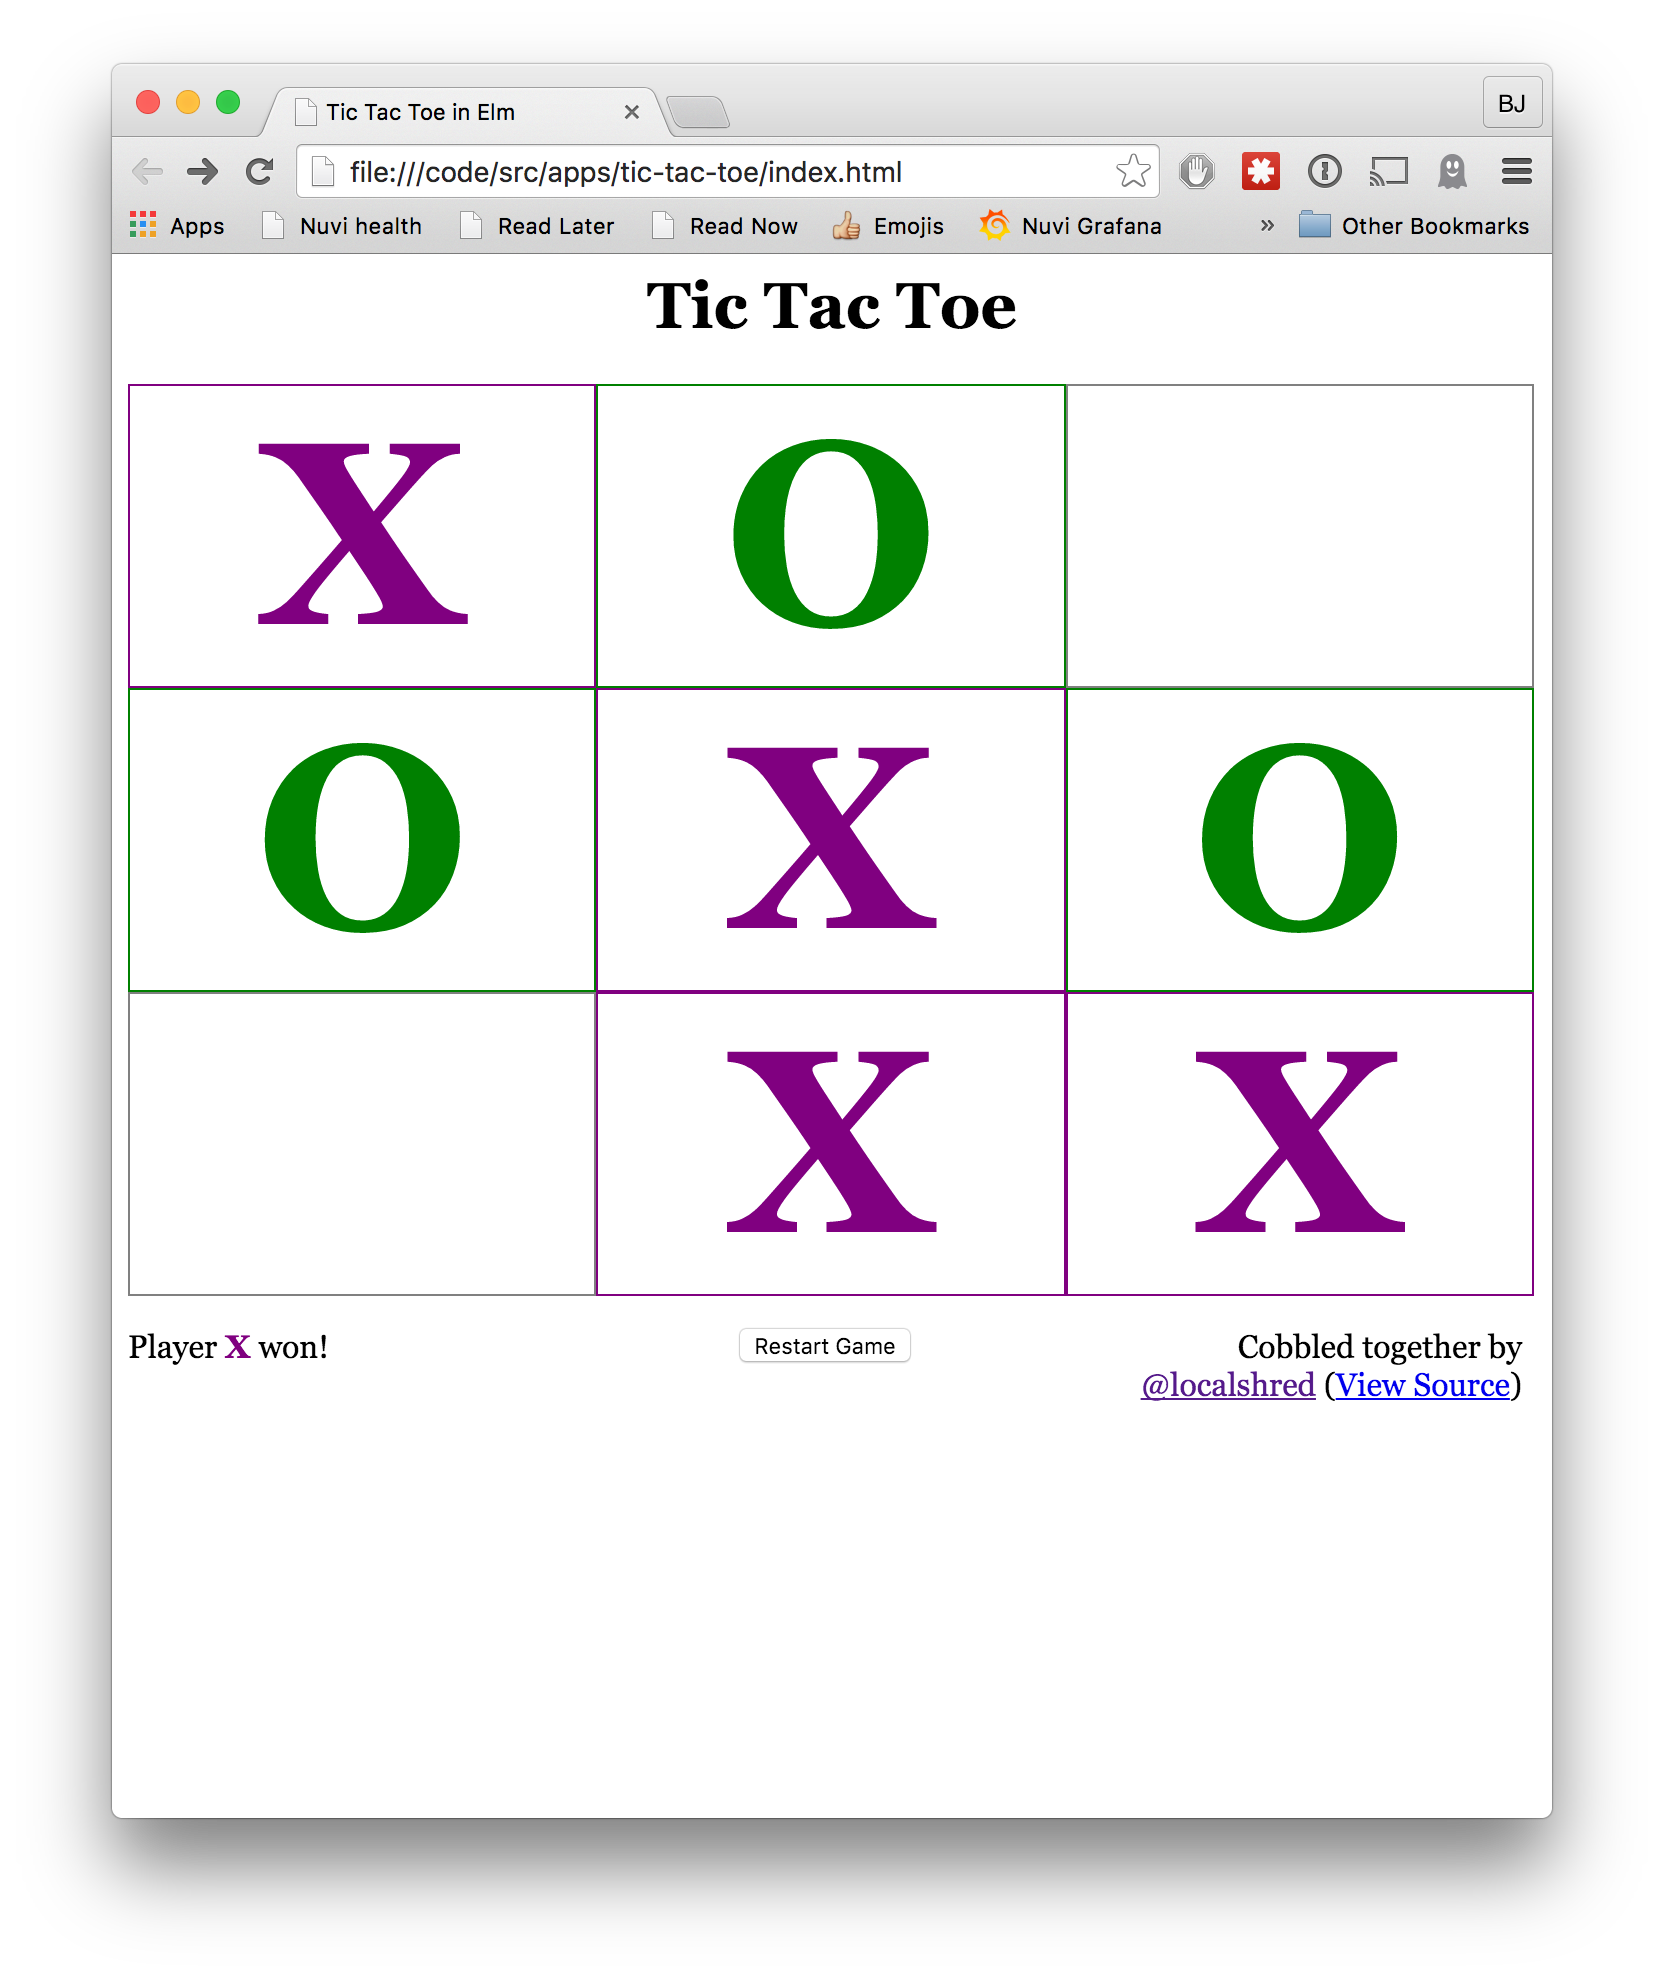 Tic Tac Toe in Elm
BJ
file:///code/src/apps/tic-tac-toe/index.html
Apps Nuvi health Read Later Read Now Emojis Nuvi Grafana » Other Bookmarks
Tic Tac Toe
X O
O X O
X X
Player X won! Restart Game Cobbled together by
@localshred (View Source)